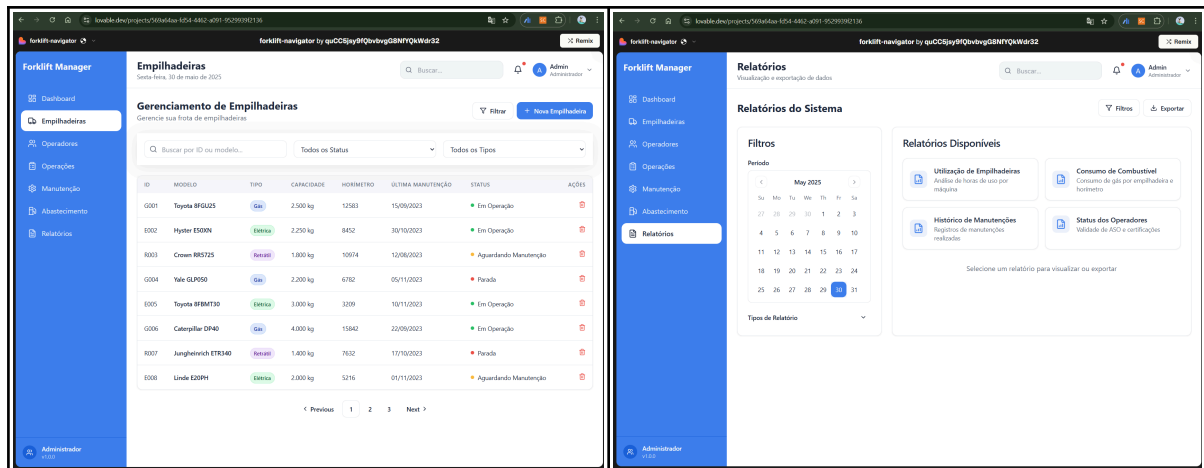 lovable.dev/projects/569a64aa-fd54-4462-a091-9529939f2136
forklift-navigator
forklift-navigator by quCC5jsy9fQbvbvgG8NfYQkWdr32
Remix
Forklift Manager
Dashboard
Empilhadeiras
Operadores
Operações
Manutenção
Abastecimento
Relatórios
Administrador
v1.0.0
Empilhadeiras
Sexta-feira, 30 de maio de 2025
Buscar...
A
Admin
Administrador
Gerenciamento de Empilhadeiras
Gerencie sua frota de empilhadeiras
Filtrar
+ Nova Empilhadeira
Buscar por ID ou modelo...
Todos os Status
Todos os Tipos
ID MODELO TIPO CAPACIDADE HORIMETRO ÚLTIMA MANUTENÇÃO STATUS AÇÕES
G001 Toyota 8FGU25 Gás 2.500 kg 12583 15/09/2023 Em Operação
E002 Hyster E50XN Elétrica 2.250 kg 8452 30/10/2023 Em Operação
R003 Crown RR5725 Retrátil 1.800 kg 10974 12/08/2023 Aguardando Manutenção
G004 Yale GLP050 Gás 2.200 kg 6782 05/11/2023 Parada
E005 Toyota 8FBMT30 Elétrica 3.000 kg 3209 10/11/2023 Em Operação
G006 Caterpillar DP40 Gás 4.000 kg 15842 22/09/2023 Em Operação
R007 Jungheinrich ETR340 Retrátil 1.400 kg 7632 17/10/2023 Parada
E008 Linde E20PH Elétrica 2.000 kg 5216 01/11/2023 Aguardando Manutenção
Previous 1 2 3 Next
lovable.dev/projects/569a64aa-fd54-4462-a091-9529939f2136
forklift-navigator
forklift-navigator by quCC5jsy9fQbvbvgG8NfYQkWdr32
Remix
Forklift Manager
Dashboard
Empilhadeiras
Operadores
Operações
Manutenção
Abastecimento
Relatórios
Administrador
v1.0.0
Relatórios
Visualização e exportação de dados
Buscar...
A
Admin
Administrador
Relatórios do Sistema
Filtros
Exportar
Filtros
Período
May 2025
Su Mo Tu We Th Fr Sa
27 28 29 30 1 2 3
4 5 6 7 8 9 10
11 12 13 14 15 16 17
18 19 20 21 22 23 24
25 26 27 28 29 30 31
Tipos de Relatório
Relatórios Disponíveis
Utilização de Empilhadeiras
Análise de horas de uso por
máquina
Consumo de Combustível
Consumo de gás por empilhadeira e
horímetro
Histórico de Manutenções
Registros de manutenções
realizadas
Status dos Operadores
Validade de ASO e certificações
Selecione um relatório para visualizar ou exportar